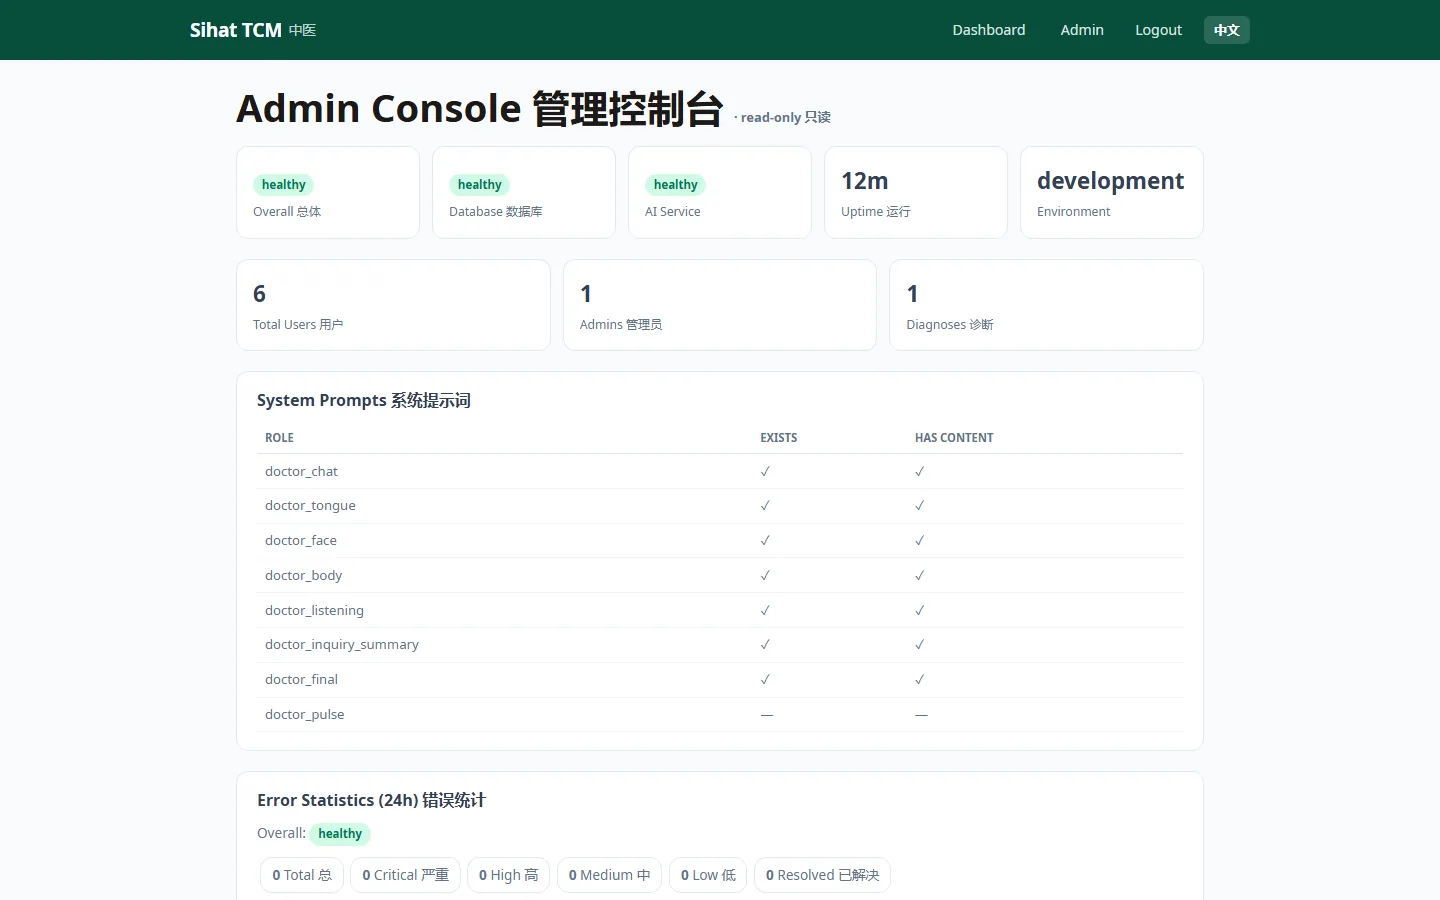 Sihat TCM 中医
Dashboard Admin Logout 中文
Admin Console 管理控制台 · read-only 只读
healthy
Overall 总体
healthy
Database 数据库
healthy
AI Service
12m
Uptime 运行
development
Environment
6
Total Users 用户
1
Admins 管理员
1
Diagnoses 诊断
System Prompts 系统提示词
ROLE EXISTS HAS CONTENT
doctor_chat ✓ ✓
doctor_tongue ✓ ✓
doctor_face ✓ ✓
doctor_body ✓ ✓
doctor_listening ✓ ✓
doctor_inquiry_summary ✓ ✓
doctor_final ✓ ✓
doctor_pulse — —
Error Statistics (24h) 错误统计
Overall: healthy
0 Total 总 0 Critical 严重 0 High 高 0 Medium 中 0 Low 低 0 Resolved 已解决